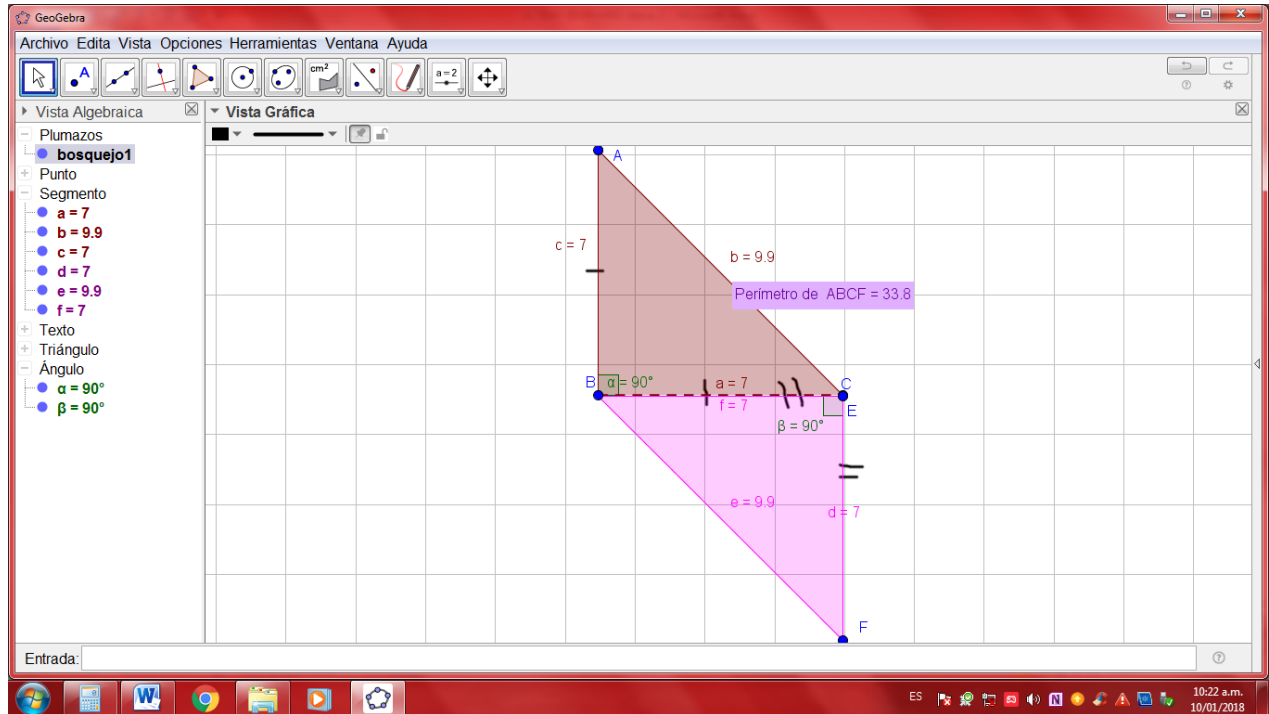 GeoGebra
Archivo Edita Vista Opciones Herramientas Ventana Ayuda
A
cm²
a = 2
Vista Algebraica
Vista Gráfica
Plumazos
bosquejo1
Punto
Segmento
a = 7
b = 9.9
c = 7
d = 7
e = 9.9
f = 7
Texto
Triángulo
Ángulo
α = 90°
β = 90°
A
c = 7
b = 9.9
Perímetro de ABCF = 33.8
B
α = 90°
a = 7
C
f = 7
E
β = 90°
e = 9.9
d = 7
F
Entrada:
ES
10:22 a.m.
10/01/2018